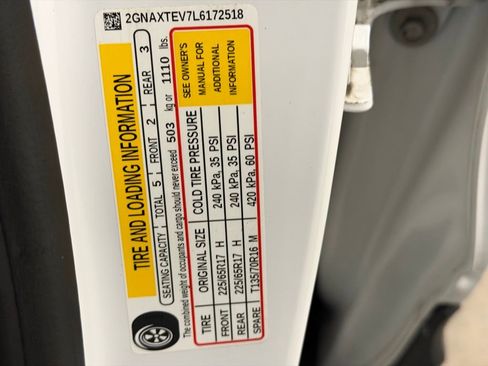 2GNAXTEV7L6172518
TIRE AND LOADING INFORMATION
SEATING CAPACITY TOTAL 5 FRONT 2 REAR 3
The combined weight of occupants and cargo should never exceed 503 kg or 1110 lbs.
TIRE ORIGINAL SIZE COLD TIRE PRESSURE
FRONT 225/65R17 H 240 kPa, 35 PSI
REAR 225/65R17 H 240 kPa, 35 PSI
SPARE T135/70R16 M 420 kPa, 60 PSI
SEE OWNER'S
MANUAL FOR
ADDITIONAL
INFORMATION